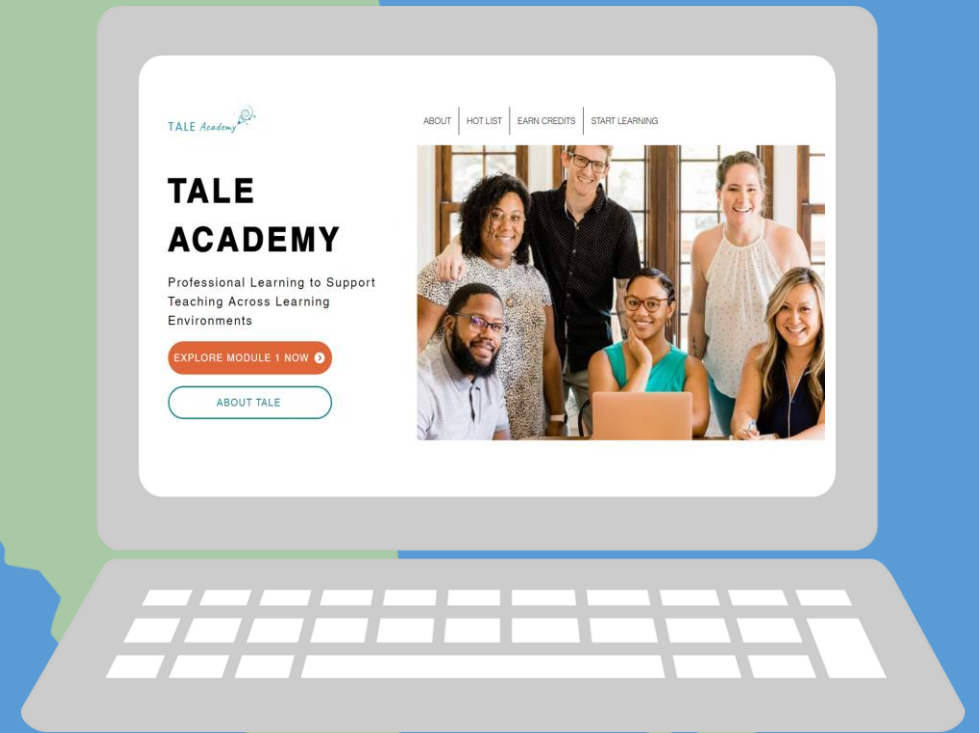 TALE Academy
ABOUT
HOT LIST
EARN CREDITS
START LEARNING
TALE
ACADEMY
Professional Learning to Support
Teaching Across Learning
Environments
EXPLORE MODULE 1 NOW
ABOUT TALE